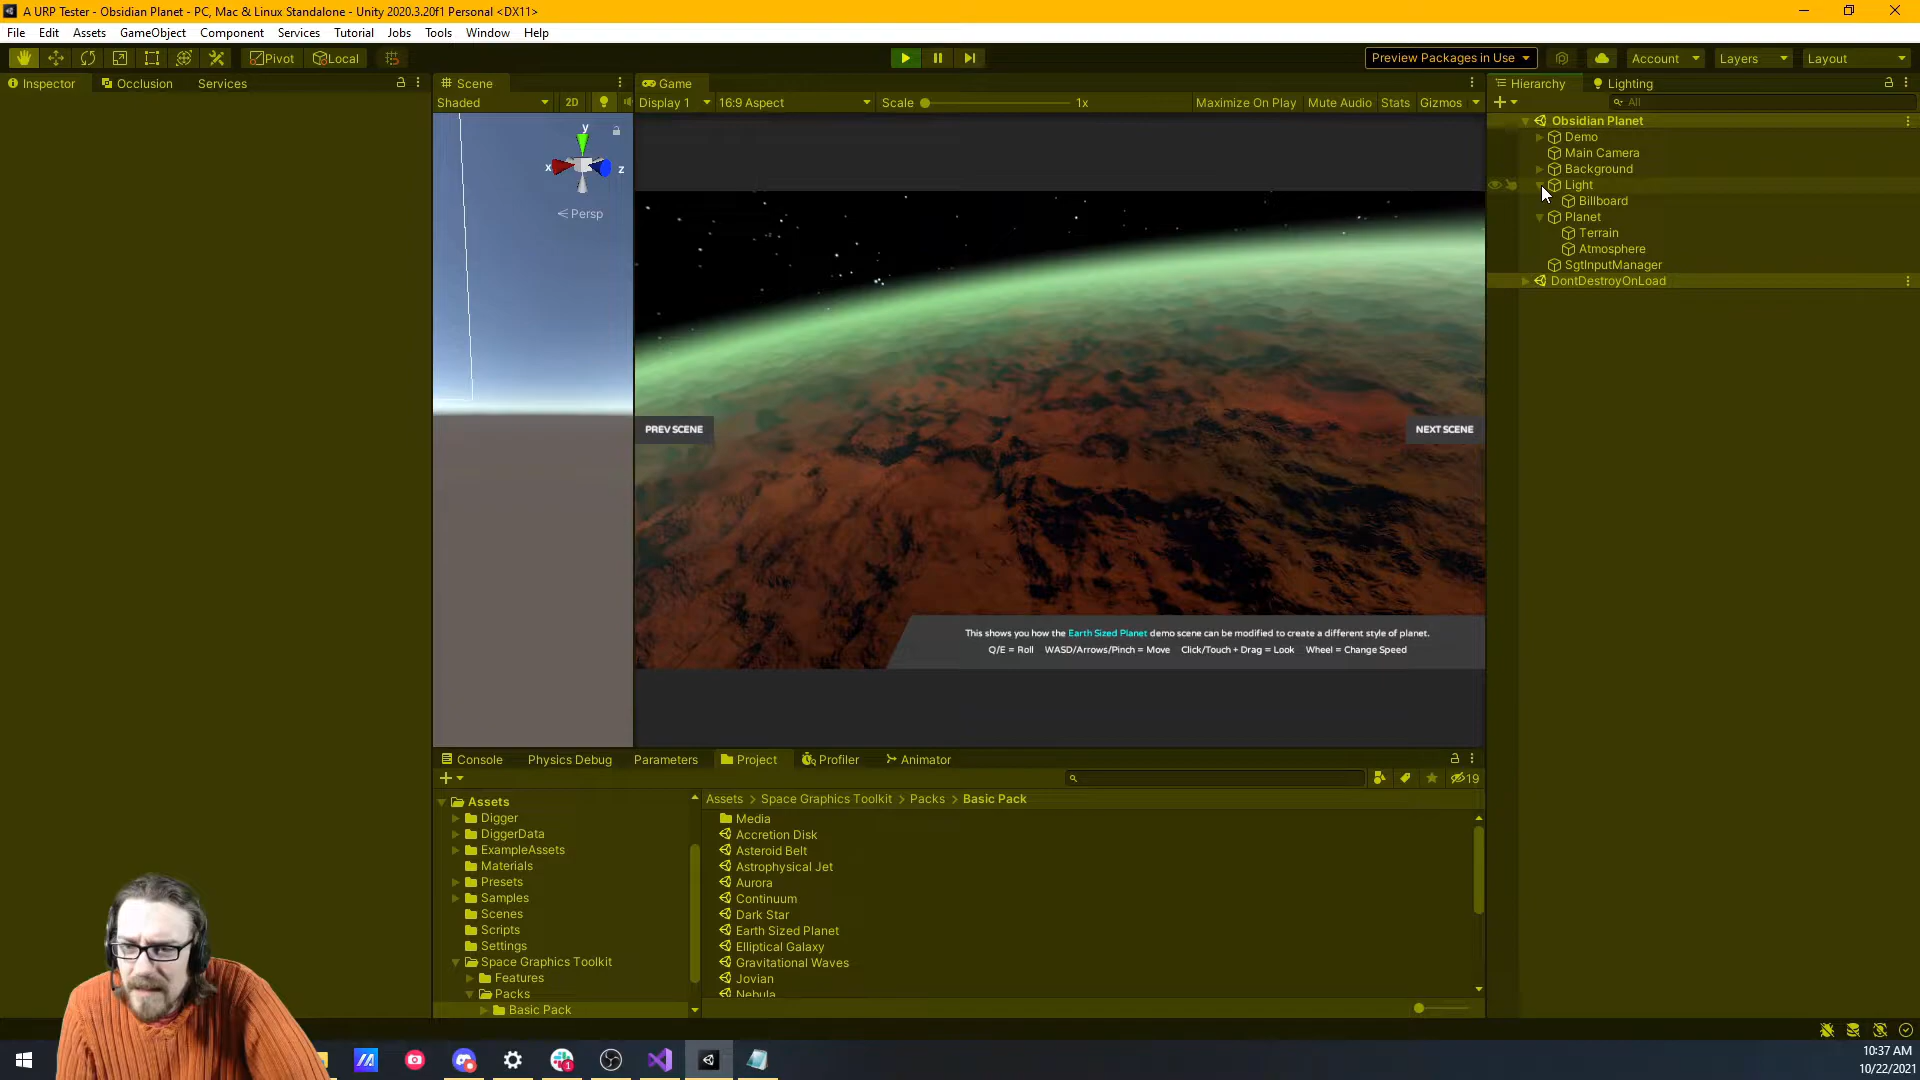 A URP Tester - Obsidian Planet - PC, Mac & Linux Standalone - Unity 2020.3.20f1 Personal <DX11>
File Edit Assets GameObject Component Services Tutorial Jobs Tools Window Help
Pivot Local Preview Packages in Use Account Layers Layout
Inspector Occlusion Services Scene Game Hierarchy Lighting
Shaded 2D Display 1 16:9 Aspect Scale 1x Maximize On Play Mute Audio Stats Gizmos All
Obsidian Planet
Demo
Main Camera
Background
Light
Billboard
Planet
Terrain
Atmosphere
SgtInputManager
DontDestroyOnLoad
y
x z
Persp
PREV SCENE NEXT SCENE
This shows you how the Earth Sized Planet demo scene can be modified to create a different style of planet.
Q/E = Roll WASD/Arrows/Pinch = Move Click/Touch + Drag = Look Wheel = Change Speed
Console Physics Debug Parameters Project Profiler Animator
19
Assets
Digger
DiggerData
ExampleAssets
Materials
Presets
Samples
Scenes
Scripts
Settings
Space Graphics Toolkit
Features
Packs
Basic Pack
Assets > Space Graphics Toolkit > Packs > Basic Pack
Media
Accretion Disk
Asteroid Belt
Astrophysical Jet
Aurora
Continuum
Dark Star
Earth Sized Planet
Elliptical Galaxy
Gravitational Waves
Jovian
Nebula
1
10:37 AM
10/22/2021